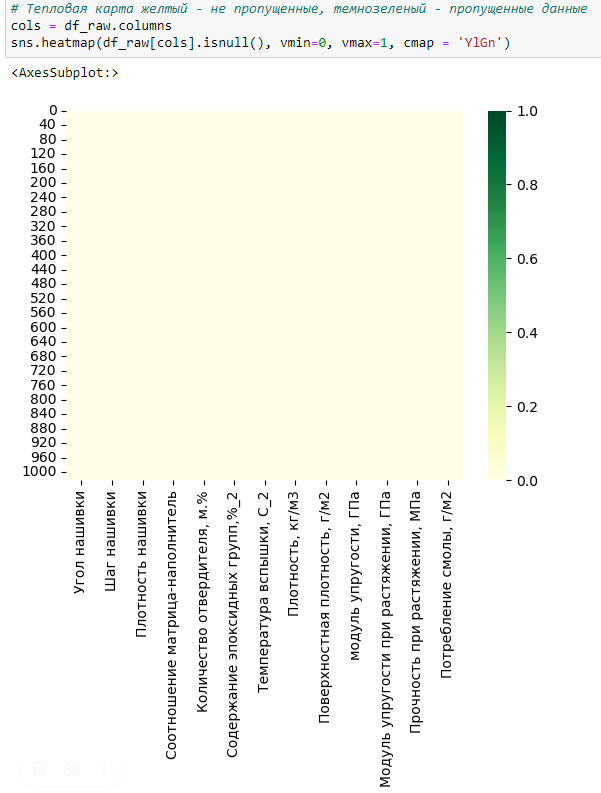 # Тепловая карта желтый - не пропущенные, темнозеленый - пропущенные данные
cols = df_raw.columns
sns.heatmap(df_raw[cols].isnull(), vmin=0, vmax=1, cmap = 'YlGn')
<AxesSubplot:>
0
40
80
120
160
200
240
280
320
360
400
440
480
520
560
600
640
680
720
760
800
840
880
920
960
1000
1.0
0.8
0.6
0.4
0.2
0.0
Угол нашивки
Шаг нашивки
Плотность нашивки
Соотношение матрица-наполнитель
Количество отвердителя, м.%
Содержание эпоксидных групп,%_2
Температура вспышки, С_2
Плотность, кг/м3
Поверхностная плотность, г/м2
модуль упругости, ГПа
Модуль упругости при растяжении, ГПа
Прочность при растяжении, МПа
Потребление смолы, г/м2